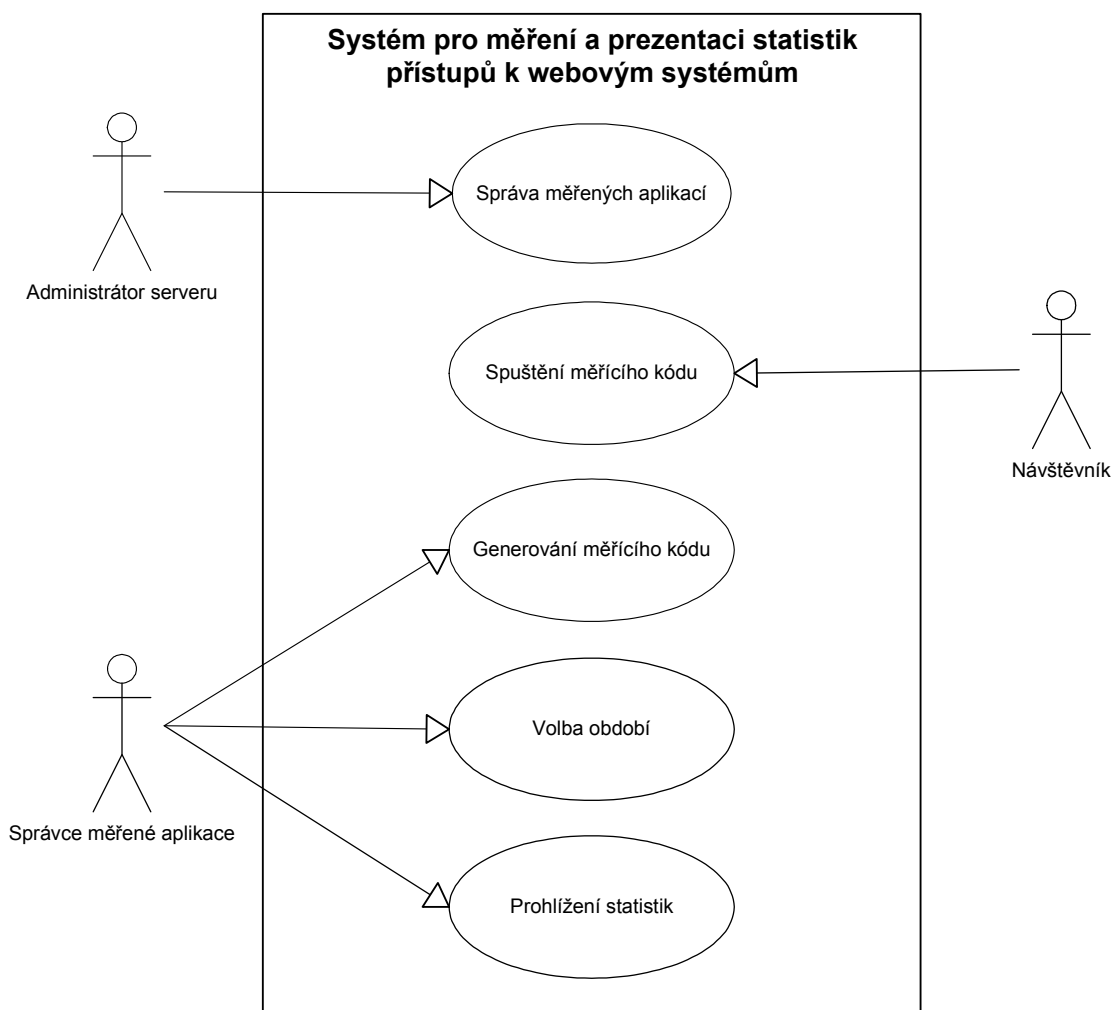 Systém pro měření a prezentaci statistik
přístupů k webovým systémům
Správa měřených aplikací
Administrátor serveru
Spuštění měřícího kódu
Návštěvník
Generování měřícího kódu
Volba období
Správce měřené aplikace
Prohlížení statistik